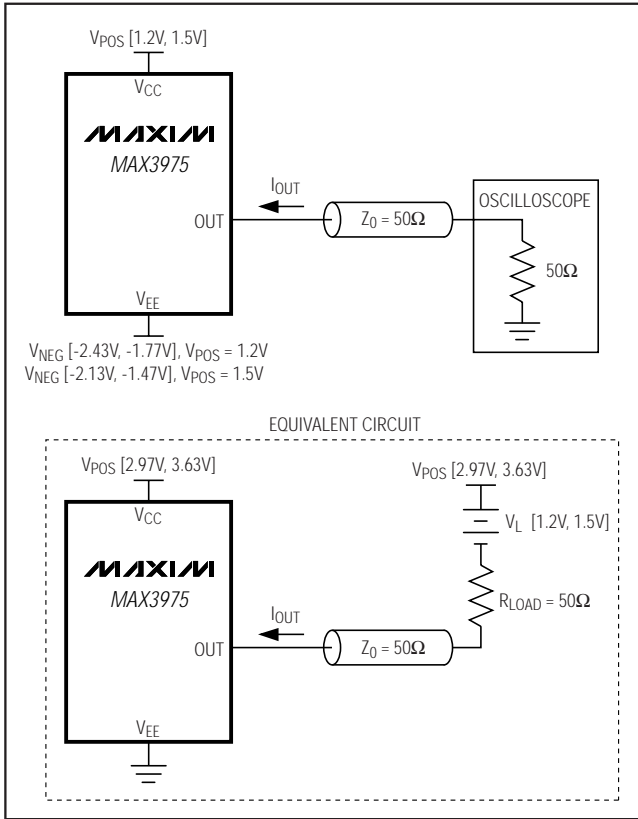 VPOS [1.2V, 1.5V]
VCC
MAXIM
MAX3975
IOUT
OUT
Z0 = 50Ω
OSCILLOSCOPE
50Ω
VEE
VNEG [-2.43V, -1.77V], VPOS = 1.2V
VNEG [-2.13V, -1.47V], VPOS = 1.5V
EQUIVALENT CIRCUIT
VPOS [2.97V, 3.63V]
VPOS [2.97V, 3.63V]
VCC
VL [1.2V, 1.5V]
MAXIM
MAX3975
RLOAD = 50Ω
IOUT
OUT
Z0 = 50Ω
VEE